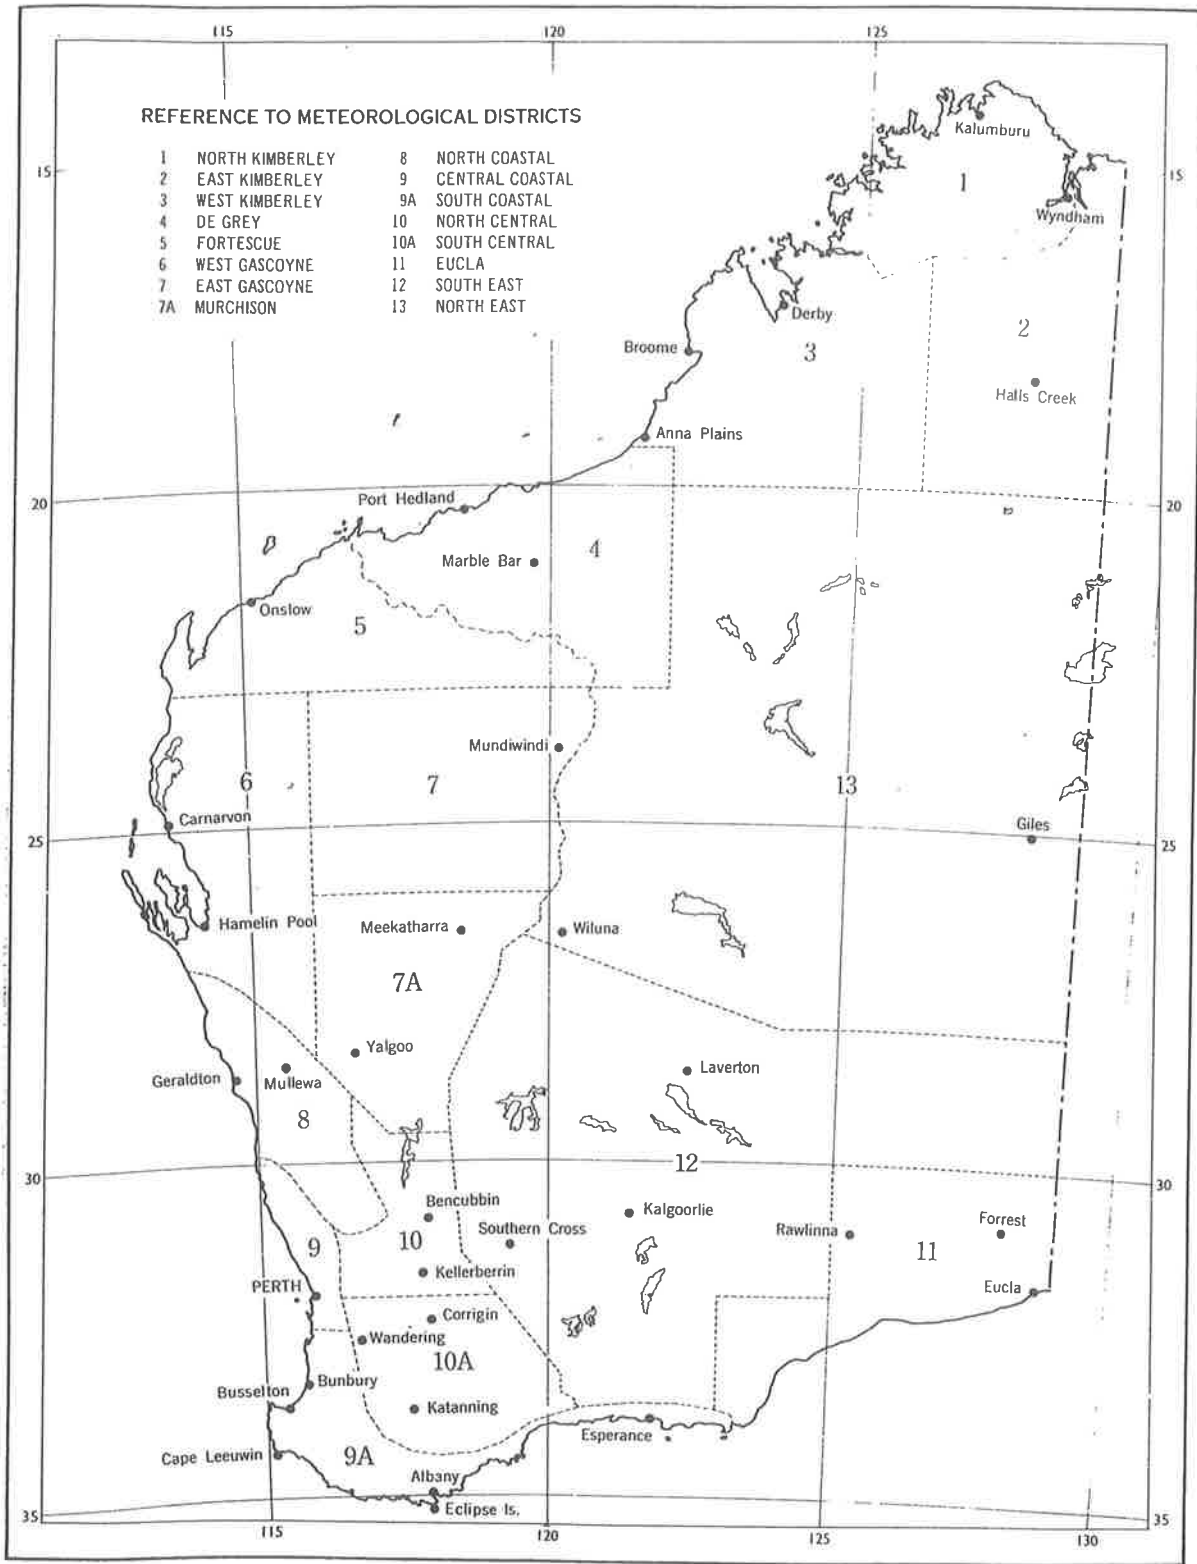 115 120 125
REFERENCE TO METEOROLOGICAL DISTRICTS
1 NORTH KIMBERLEY 8 NORTH COASTAL
2 EAST KIMBERLEY 9 CENTRAL COASTAL
3 WEST KIMBERLEY 9A SOUTH COASTAL
4 DE GREY 10 NORTH CENTRAL
5 FORTESCUE 10A SOUTH CENTRAL
6 WEST GASCOYNE 11 EUCLA
7 EAST GASCOYNE 12 SOUTH EAST
7A MURCHISON 13 NORTH EAST
Kalumburu
15 15
1
Wyndham
Derby
2
Broome
3
Halls Creek
Anna Plains
Port Hedland
20 20
4
Marble Bar
Onslow
5
Mundiwindi
6 7 13
Carnarvon
Giles
25 25
Hamelin Pool
Meekatharra
Wiluna
7A
Yalgoo
Geraldton
Mullewa
Laverton
8
12
30 30
Bencubbin
Kalgoorlie
Southern Cross
Rawlinna
Forrest
9 10 11
Kellerberrin
PERTH
Eucla
Corrigin
Wandering
10A
Bunbury
Busselton
Katanning
Esperance
Cape Leeuwin
9A
Albany
Eclipse Is.
35 35
115 120 125 130